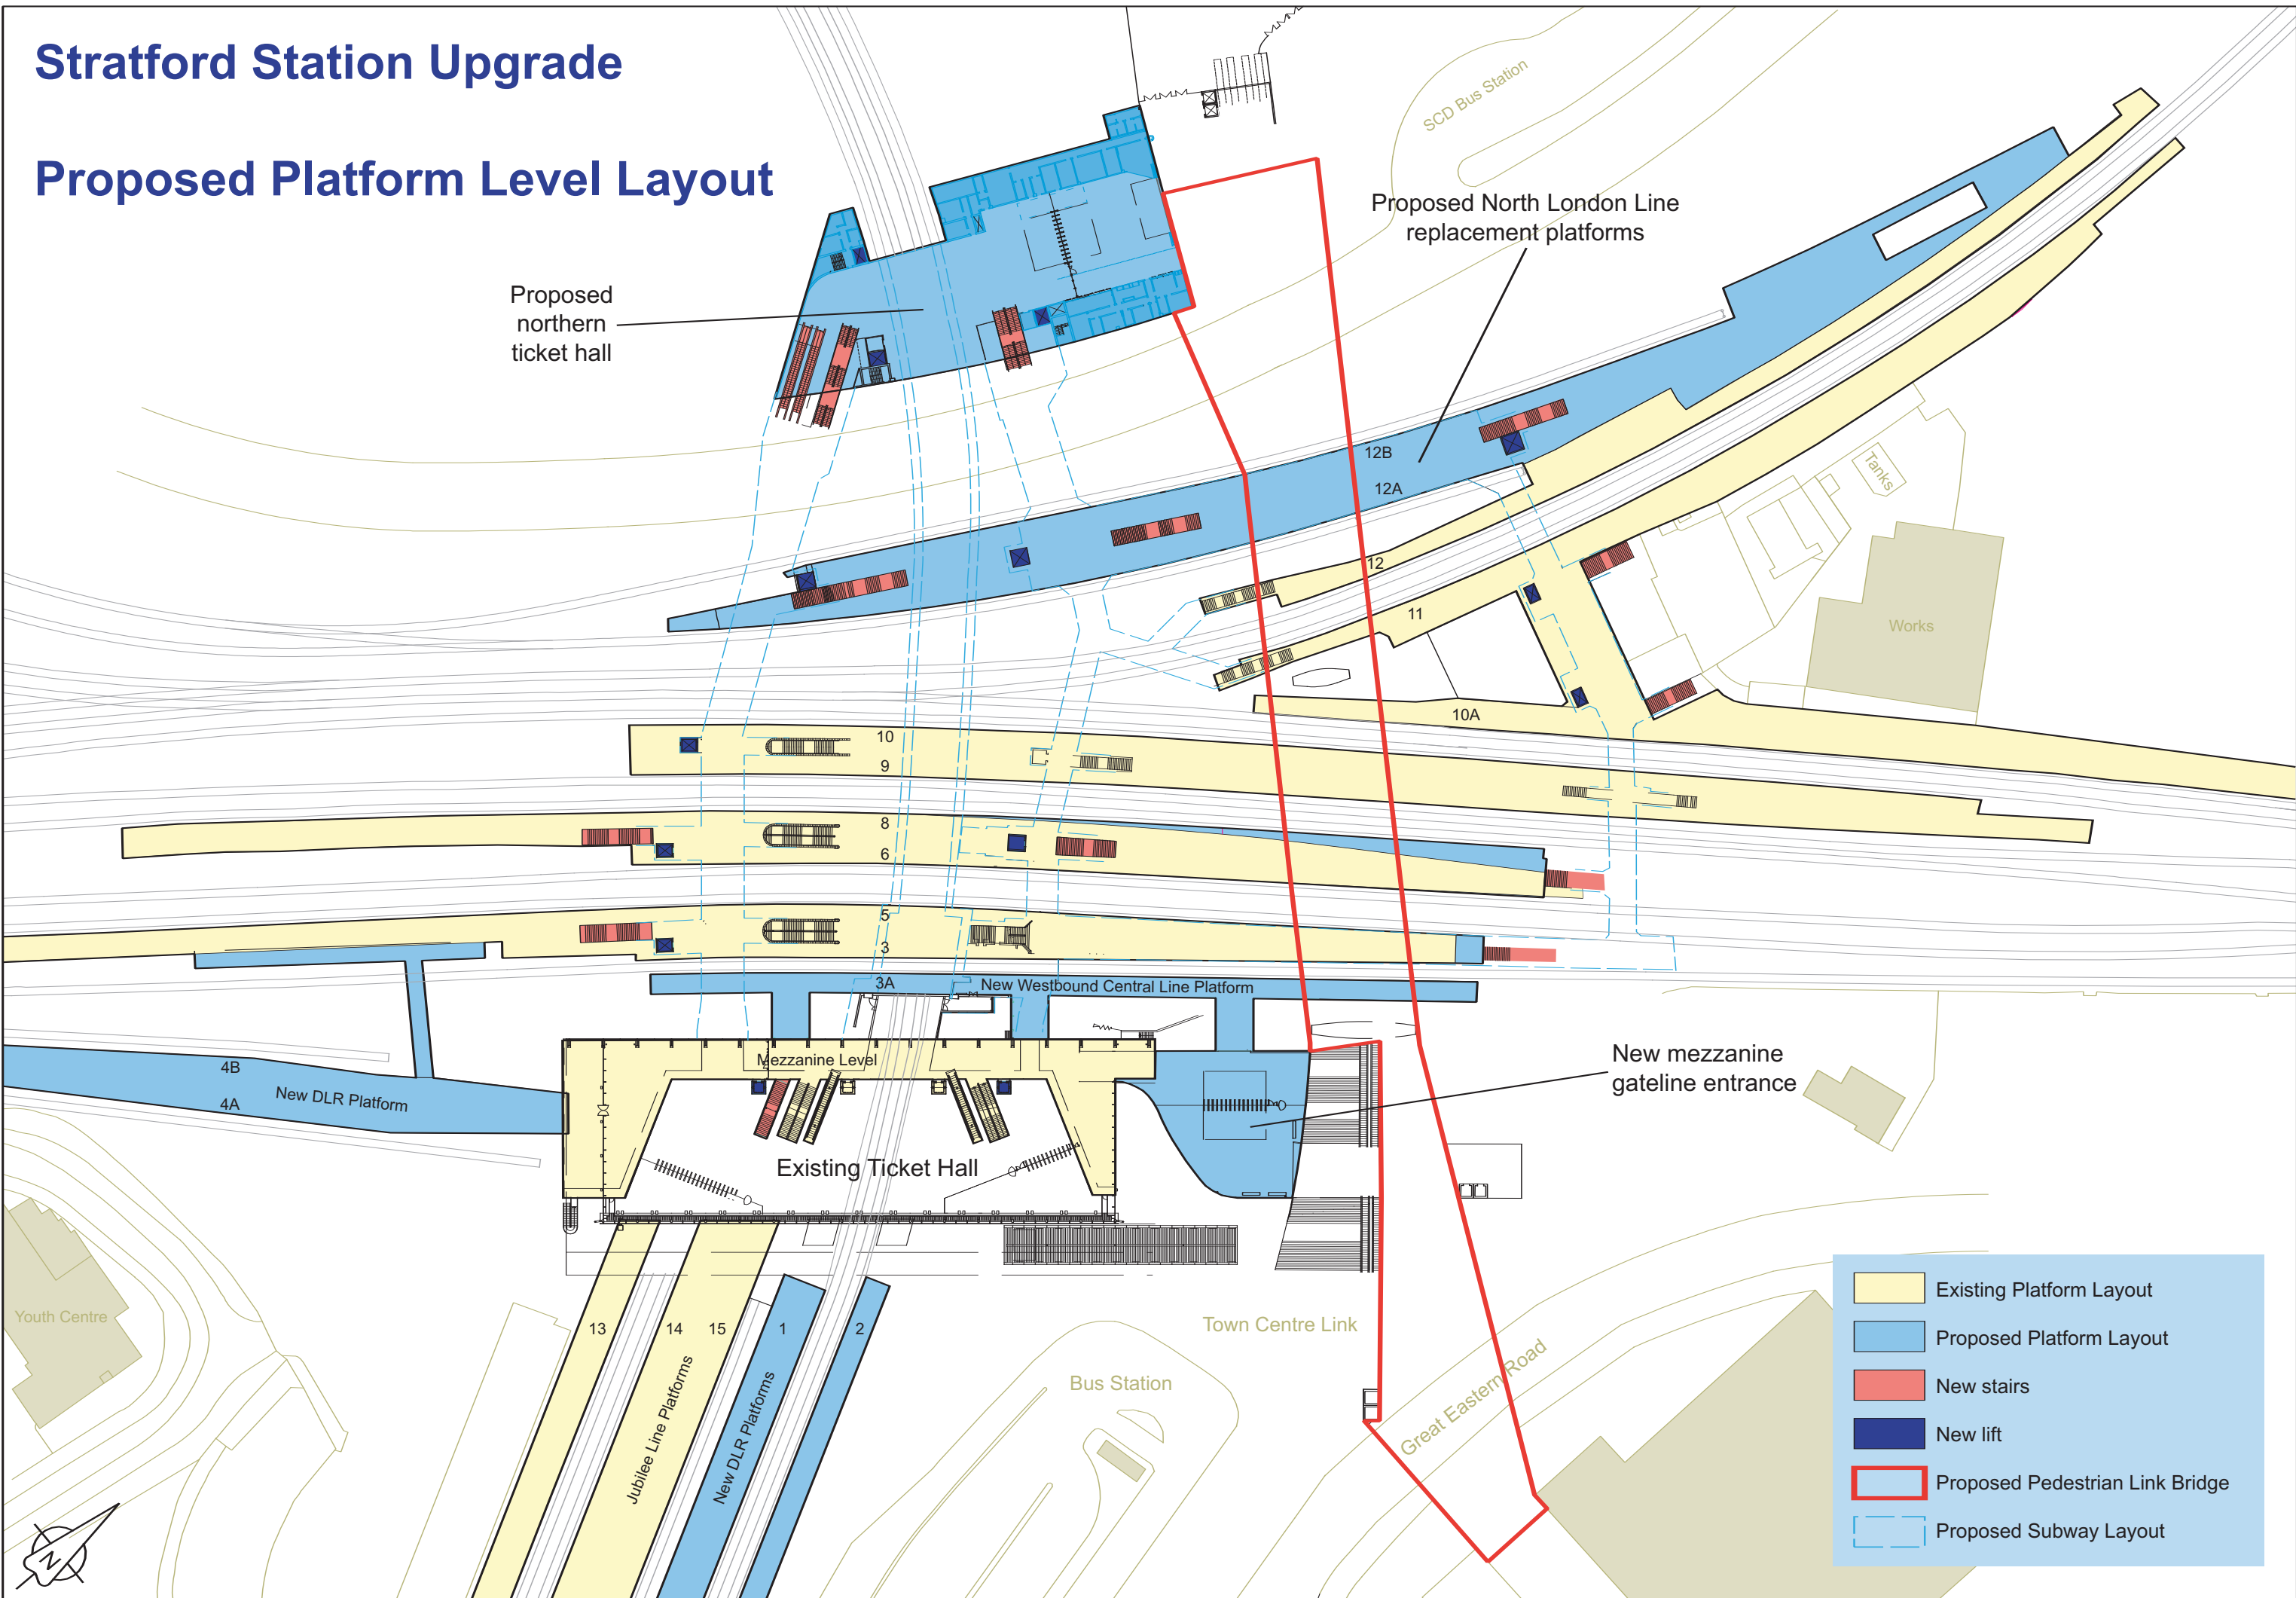 Stratford Station Upgrade
Proposed Platform Level Layout
SCD Bus Station
Proposed North London Line
replacement platforms
Proposed
northern
ticket hall
12B
12A
Tanks
12
11
Works
10A
10
9
8
6
5
3
3A
New Westbound Central Line Platform
Mezzanine Level
New mezzanine
gateline entrance
4B
New DLR Platform
4A
Existing Ticket Hall
Youth Centre
13
14
15
1
2
Jubilee Line Platforms
New DLR Platforms
Town Centre Link
Bus Station
Great Eastern Road
Existing Platform Layout
Proposed Platform Layout
New stairs
New lift
Proposed Pedestrian Link Bridge
Proposed Subway Layout
N